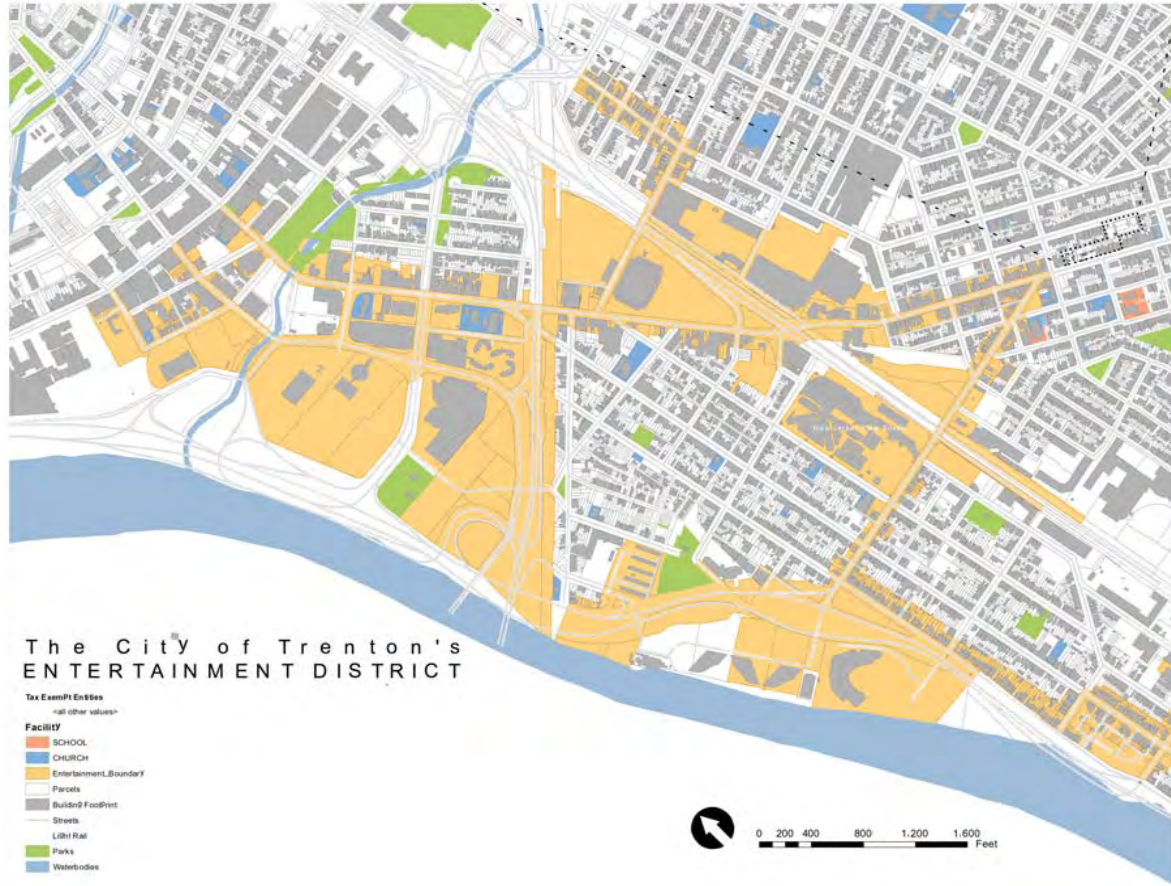 The City of Trenton's
ENTERTAINMENT DISTRICT
Tax ExemPt Entities
<all other values>
Facility
SCHOOL
CHURCH
Entertainment_Boundary
Parcels
Building FootPrint
Streets
Light Rail
Parks
Waterbodies
0 200 400 800 1.200 1.600
Feet